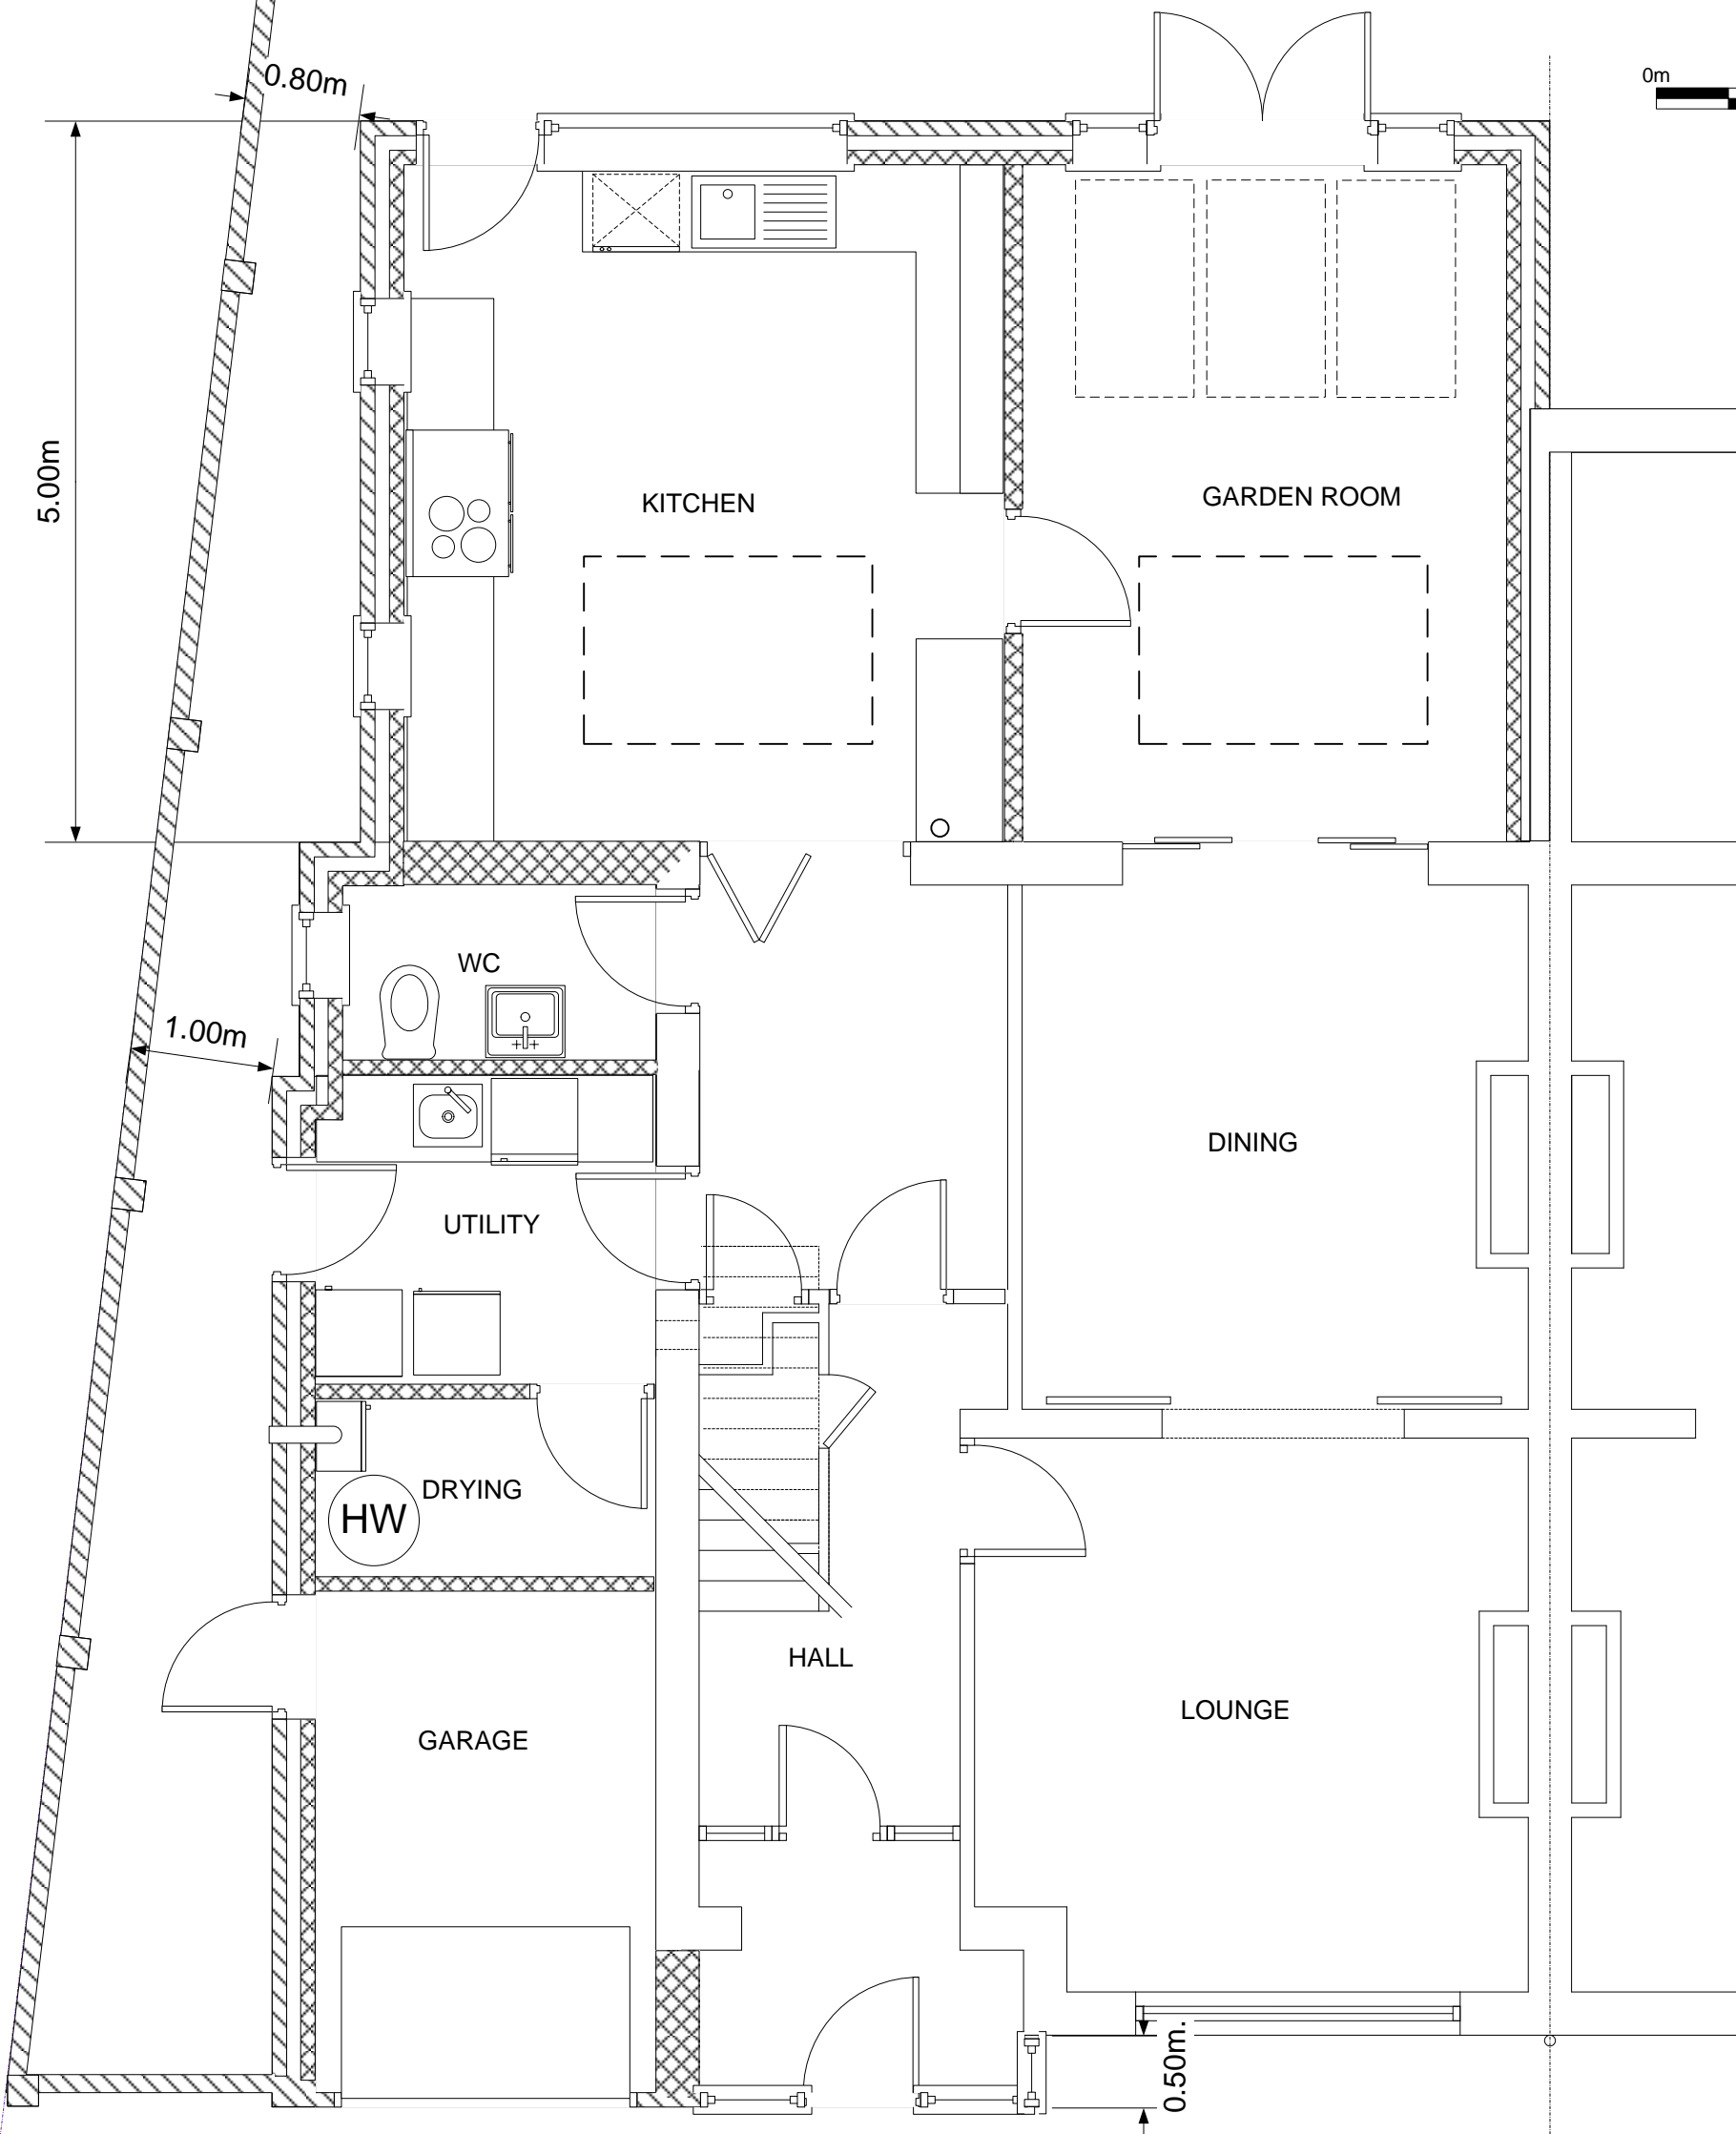 0m
0.80m
5.00m
KITCHEN
GARDEN ROOM
WC
1.00m
DINING
UTILITY
DRYING
HW
HALL
LOUNGE
GARAGE
0.50m.